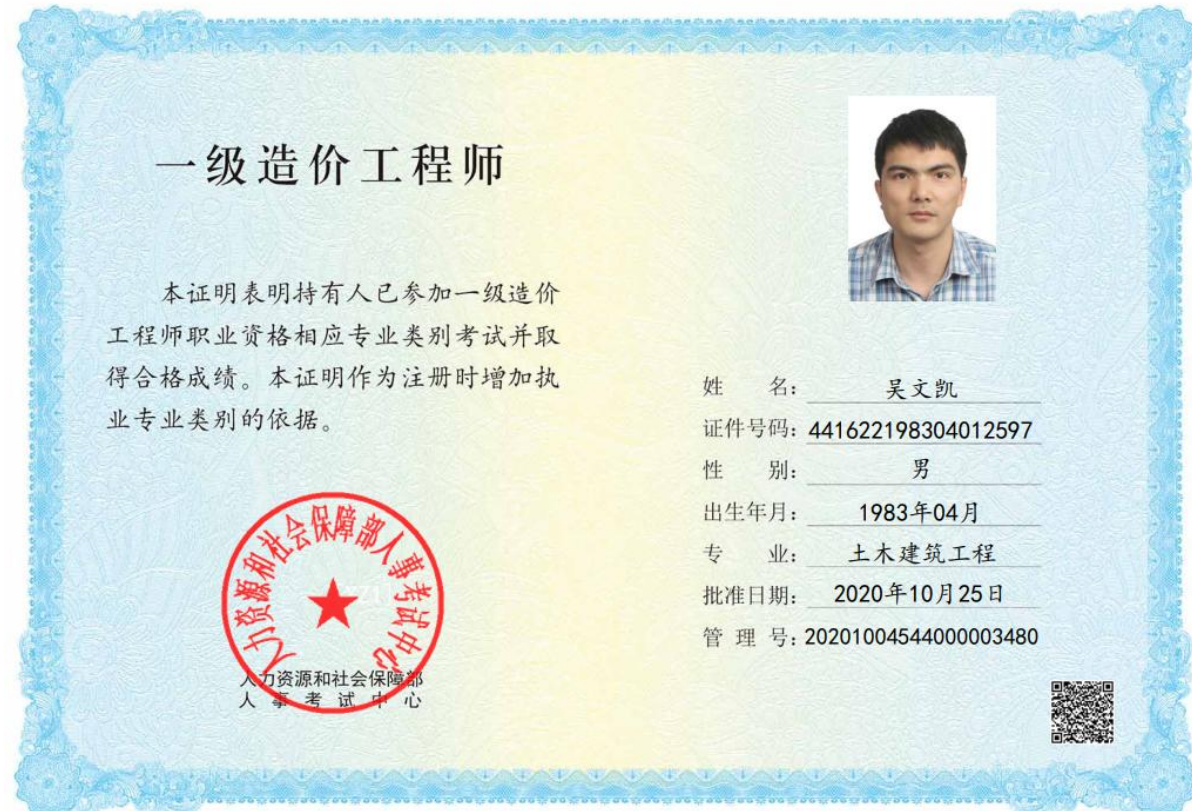 一级造价工程师
本证明表明持有人已参加一级造价
工程师职业资格相应专业类别考试并取
得合格成绩。本证明作为注册时增加执
业专业类别的依据。
人力资源和社会保障部人事考试中心
人力资源和社会保障部
人事考试中心
姓名：吴文凯
证件号码：441622198304012597
性别：男
出生年月：1983年04月
专业：土木建筑工程
批准日期：2020年10月25日
管理号：20201004544000003480